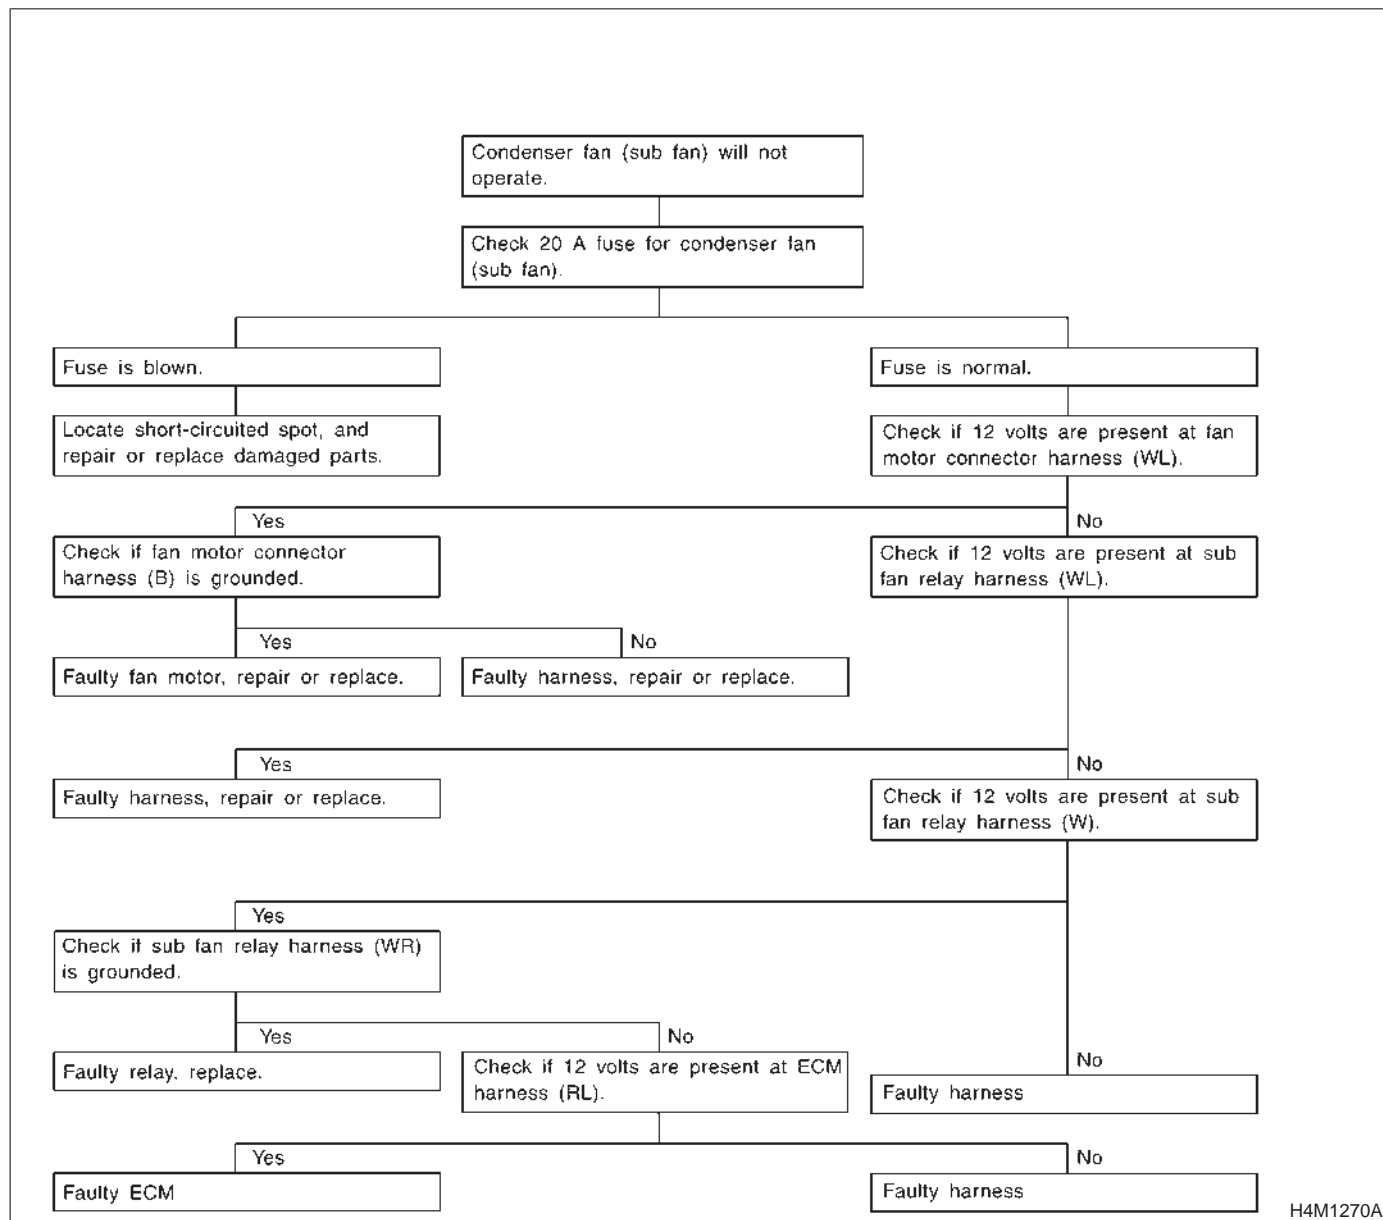 Condenser fan (sub fan) will not
operate.
Check 20 A fuse for condenser fan
(sub fan).
Fuse is blown.
Fuse is normal.
Locate short-circuited spot, and
repair or replace damaged parts.
Check if 12 volts are present at fan
motor connector harness (WL).
Yes
No
Check if fan motor connector
harness (B) is grounded.
Check if 12 volts are present at sub
fan relay harness (WL).
Yes
No
Faulty fan motor, repair or replace.
Faulty harness, repair or replace.
Yes
No
Faulty harness, repair or replace.
Check if 12 volts are present at sub
fan relay harness (W).
Yes
Check if sub fan relay harness (WR)
is grounded.
Yes
No
No
Faulty relay, replace.
Check if 12 volts are present at ECM
harness (RL).
Faulty harness
Yes
No
Faulty ECM
Faulty harness
H4M1270A